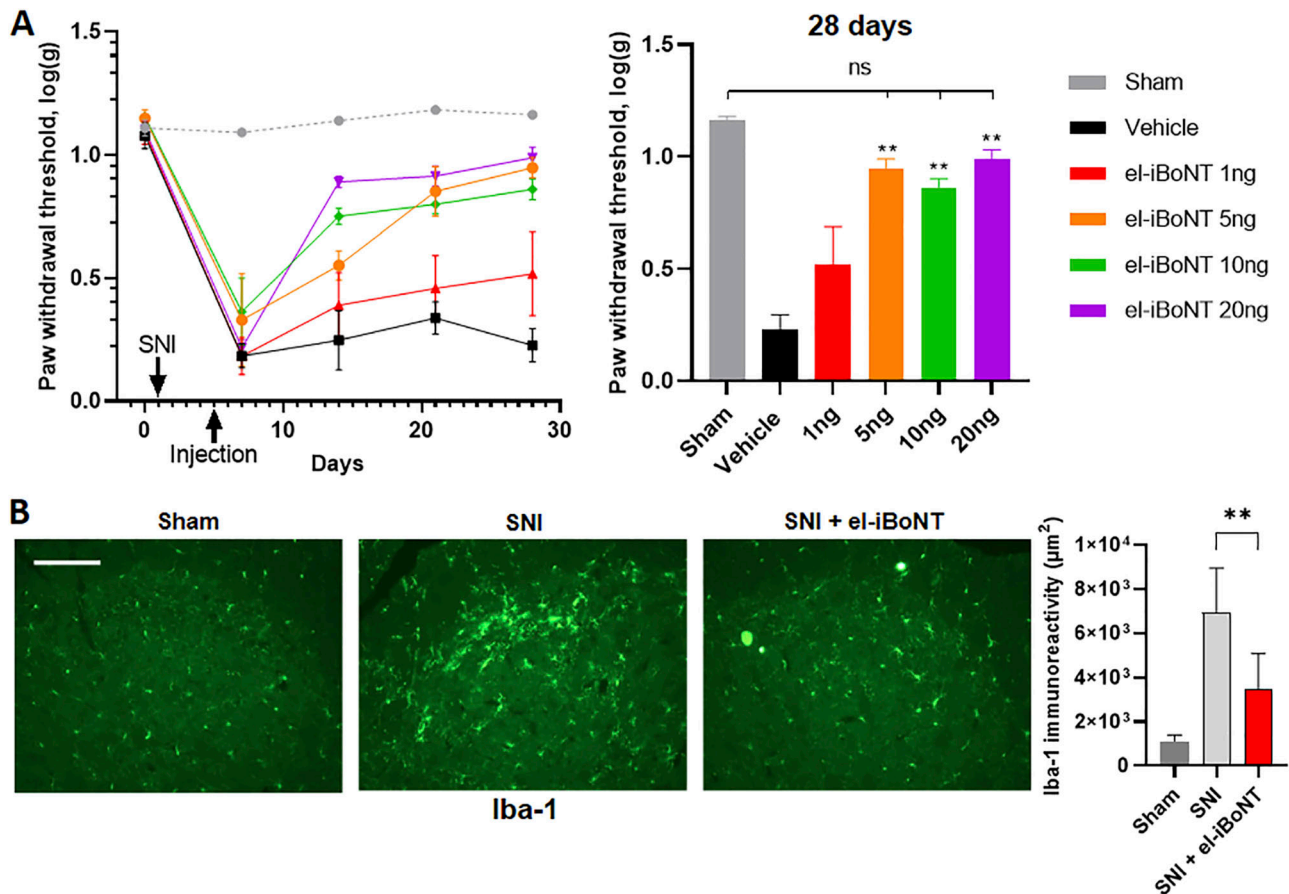 A
Paw withdrawal threshold, log(g)
1.5
1.0
0.5
0.0
SNI
Injection
0
10
20
30
Days
28 days
Paw withdrawal threshold, log(g)
1.5
1.0
0.5
0.0
ns
**
**
**
Sham
Vehicle
1ng
5ng
10ng
20ng
Sham
Vehicle
el-iBoNT 1ng
el-iBoNT 5ng
el-iBoNT 10ng
el-iBoNT 20ng
B
Sham
SNI
SNI + el-iBoNT
Iba-1
Iba-1 immunoreactivity (µm²)
1×10⁴
8×10³
6×10³
4×10³
2×10³
0
**
Sham
SNI
SNI + el-iBoNT